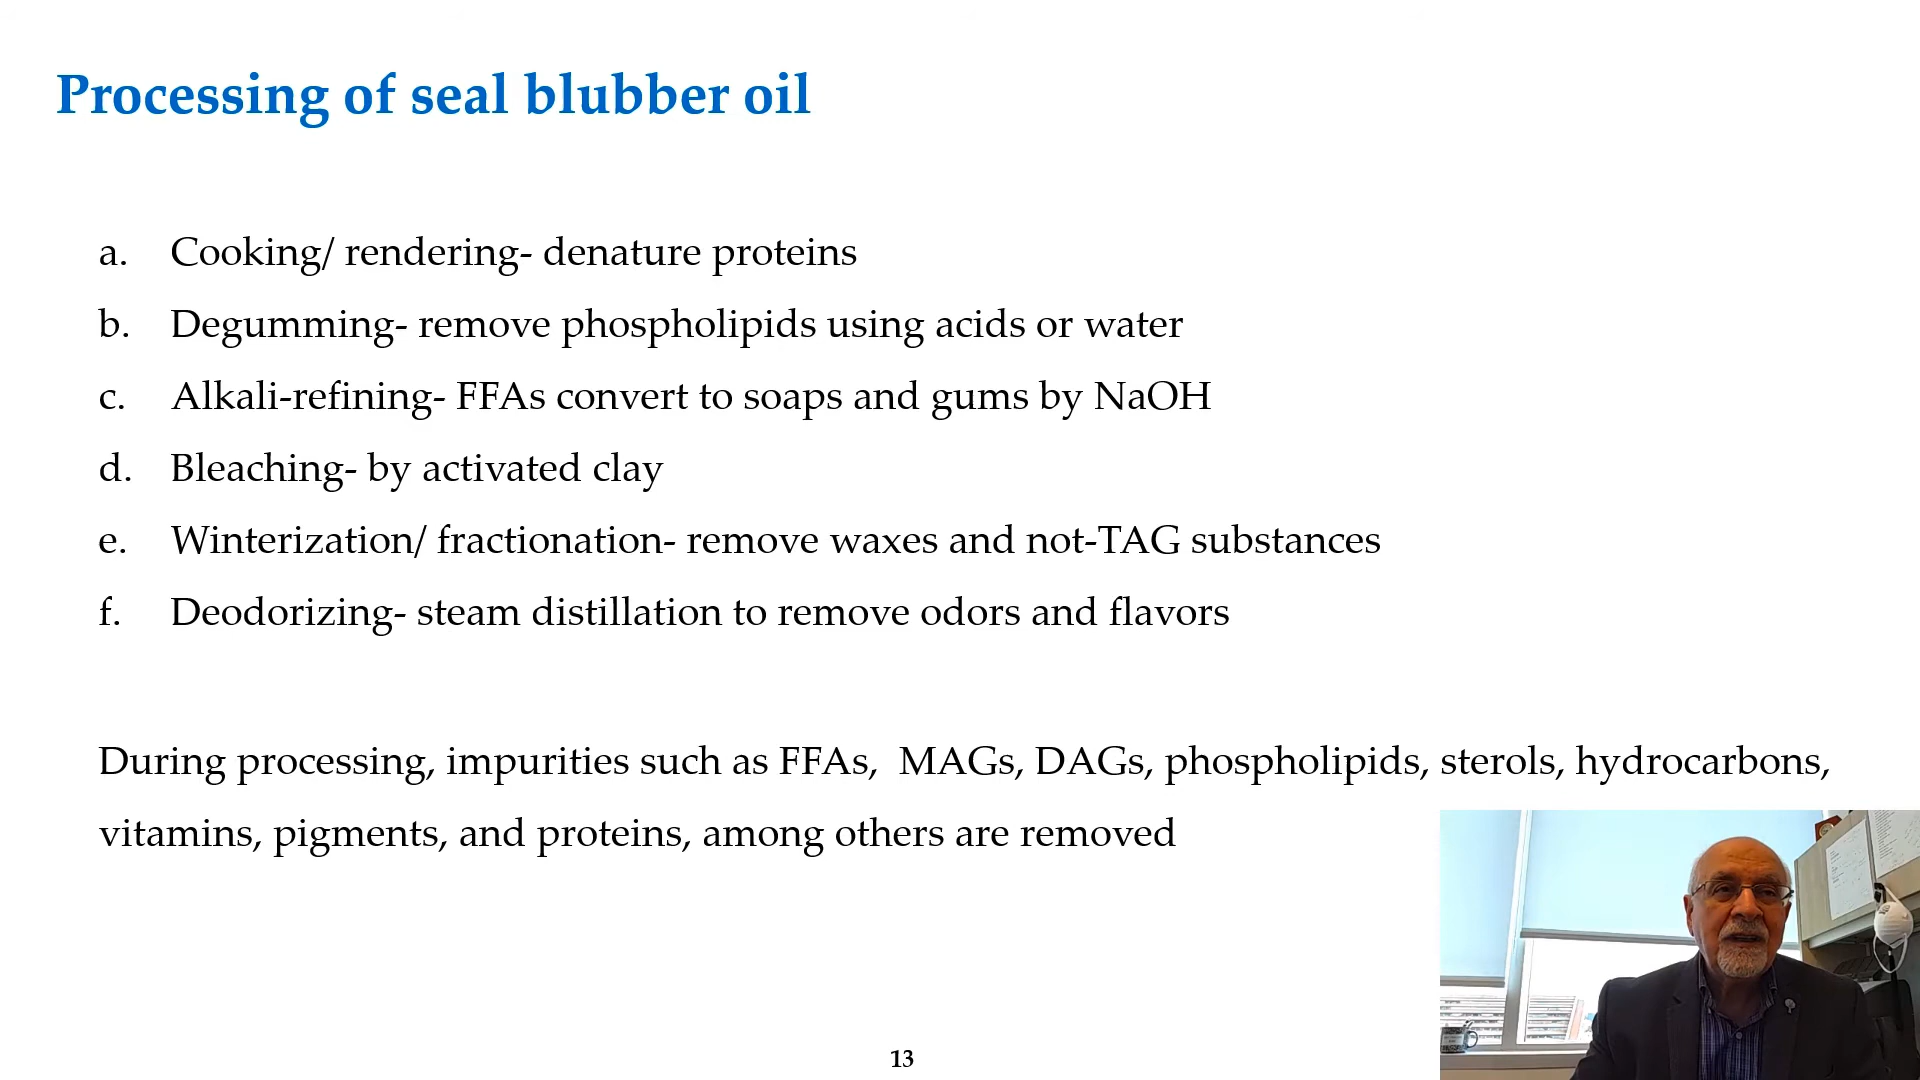 Processing of seal blubber oil
a. Cooking/ rendering- denature proteins
b. Degumming- remove phospholipids using acids or water
c. Alkali-refining- FFAs convert to soaps and gums by NaOH
d. Bleaching- by activated clay
e. Winterization/ fractionation- remove waxes and not-TAG substances
f. Deodorizing- steam distillation to remove odors and flavors
During processing, impurities such as FFAs,  MAGs, DAGs, phospholipids, sterols, hydrocarbons,
vitamins, pigments, and proteins, among others are removed
13